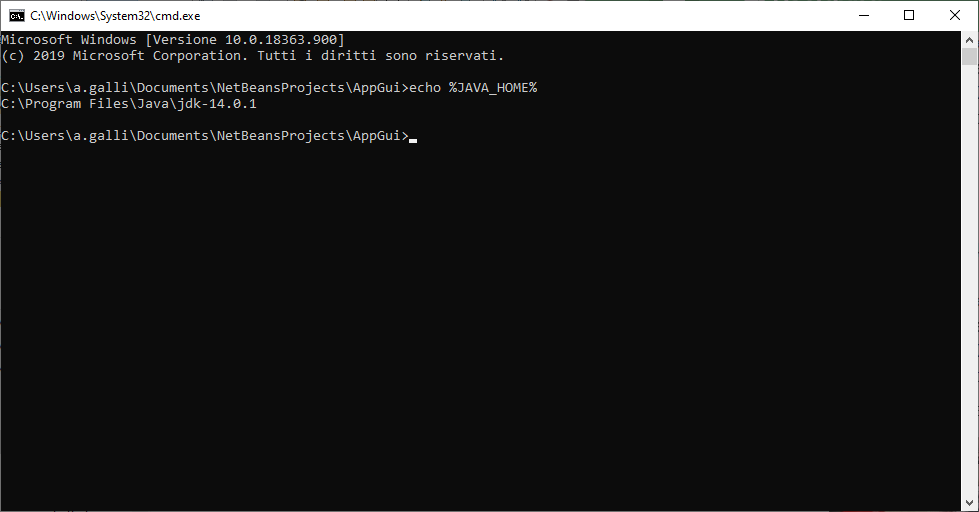 C:\Windows\System32\cmd.exe
Microsoft Windows [Versione 10.0.18363.900]
(c) 2019 Microsoft Corporation. Tutti i diritti sono riservati.
C:\Users\a.galli\Documents\NetBeansProjects\AppGui>echo %JAVA_HOME%
C:\Program Files\Java\jdk-14.0.1
C:\Users\a.galli\Documents\NetBeansProjects\AppGui>